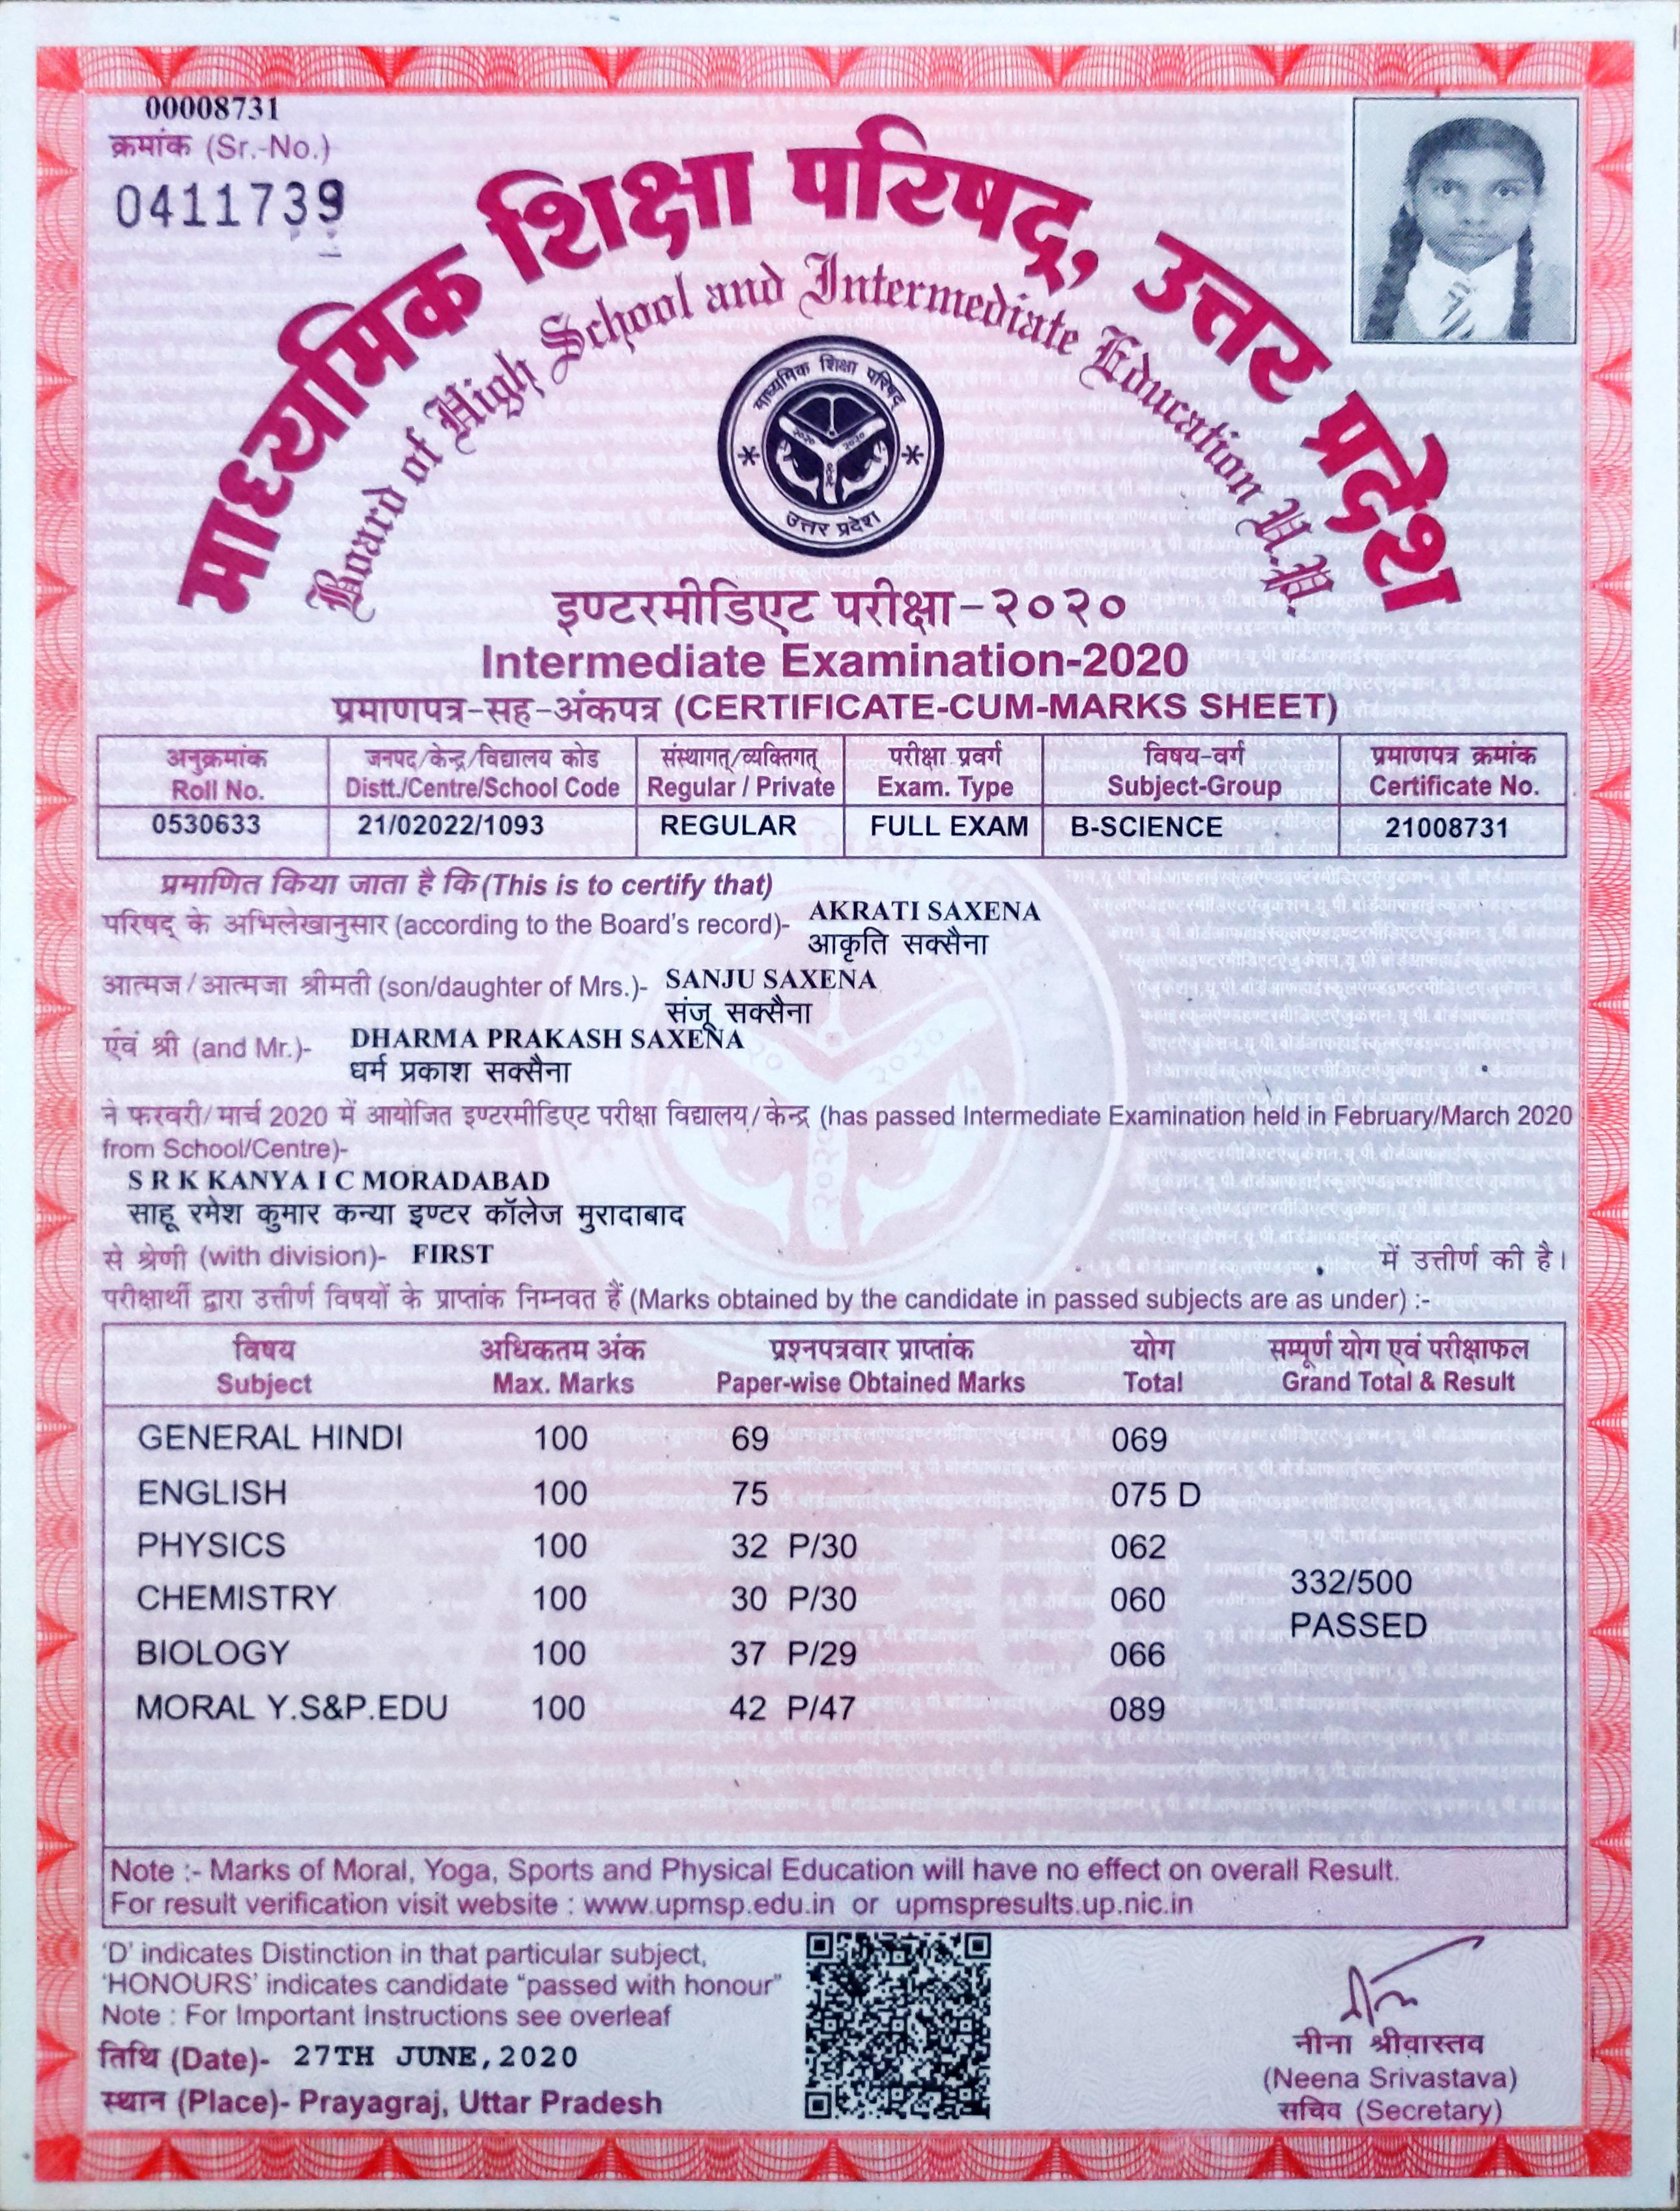 00008731
क्रमांक (Sr.-No.)
0411739
माध्यमिक शिक्षा परिषद्, उत्तर प्रदेश
Board of High School and Intermediate Education U.P.
माध्यमिक शिक्षा परिषद्
उत्तर प्रदेश
इण्टरमीडिएट परीक्षा-२०२०
Intermediate Examination-2020
प्रमाणपत्र-सह-अंकपत्र (CERTIFICATE-CUM-MARKS SHEET)
अनुक्रमांक जनपद/केन्द्र/विद्यालय कोड संस्थागत्/व्यक्तिगत् परीक्षा प्रवर्ग विषय-वर्ग प्रमाणपत्र क्रमांक
Roll No. Distt./Centre/School Code Regular / Private Exam. Type Subject-Group Certificate No.
0530633 21/02022/1093 REGULAR FULL EXAM B-SCIENCE 21008731
प्रमाणित किया जाता है कि (This is to certify that)
परिषद् के अभिलेखानुसार (according to the Board's record)- AKRATI SAXENA
आकृति सक्सैना
आत्मज/आत्मजा श्रीमती (son/daughter of Mrs.)- SANJU SAXENA
संजू सक्सैना
एवं श्री (and Mr.)- DHARMA PRAKASH SAXENA
धर्म प्रकाश सक्सैना
ने फरवरी/मार्च 2020 में आयोजित इण्टरमीडिएट परीक्षा विद्यालय/केन्द्र (has passed Intermediate Examination held in February/March 2020
from School/Centre)-
S R K KANYA I C MORADABAD
साहू रमेश कुमार कन्या इण्टर कॉलेज मुरादाबाद
से श्रेणी (with division)- FIRST में उत्तीर्ण की है।
परीक्षार्थी द्वारा उत्तीर्ण विषयों के प्राप्तांक निम्नवत हैं (Marks obtained by the candidate in passed subjects are as under) :-
विषय अधिकतम अंक प्रश्नपत्रवार प्राप्तांक योग सम्पूर्ण योग एवं परीक्षाफल
Subject Max. Marks Paper-wise Obtained Marks Total Grand Total & Result
GENERAL HINDI 100 69 069
ENGLISH 100 75 075 D
PHYSICS 100 32 P/30 062
332/500
CHEMISTRY 100 30 P/30 060
PASSED
BIOLOGY 100 37 P/29 066
MORAL Y.S&P.EDU 100 42 P/47 089
Note :- Marks of Moral, Yoga, Sports and Physical Education will have no effect on overall Result.
For result verification visit website : www.upmsp.edu.in or upmspresults.up.nic.in
'D' indicates Distinction in that particular subject,
'HONOURS' indicates candidate "passed with honour"
Note : For Important Instructions see overleaf
तिथि (Date)- 27TH JUNE,2020
स्थान (Place)- Prayagraj, Uttar Pradesh
नीना श्रीवास्तव
(Neena Srivastava)
सचिव (Secretary)